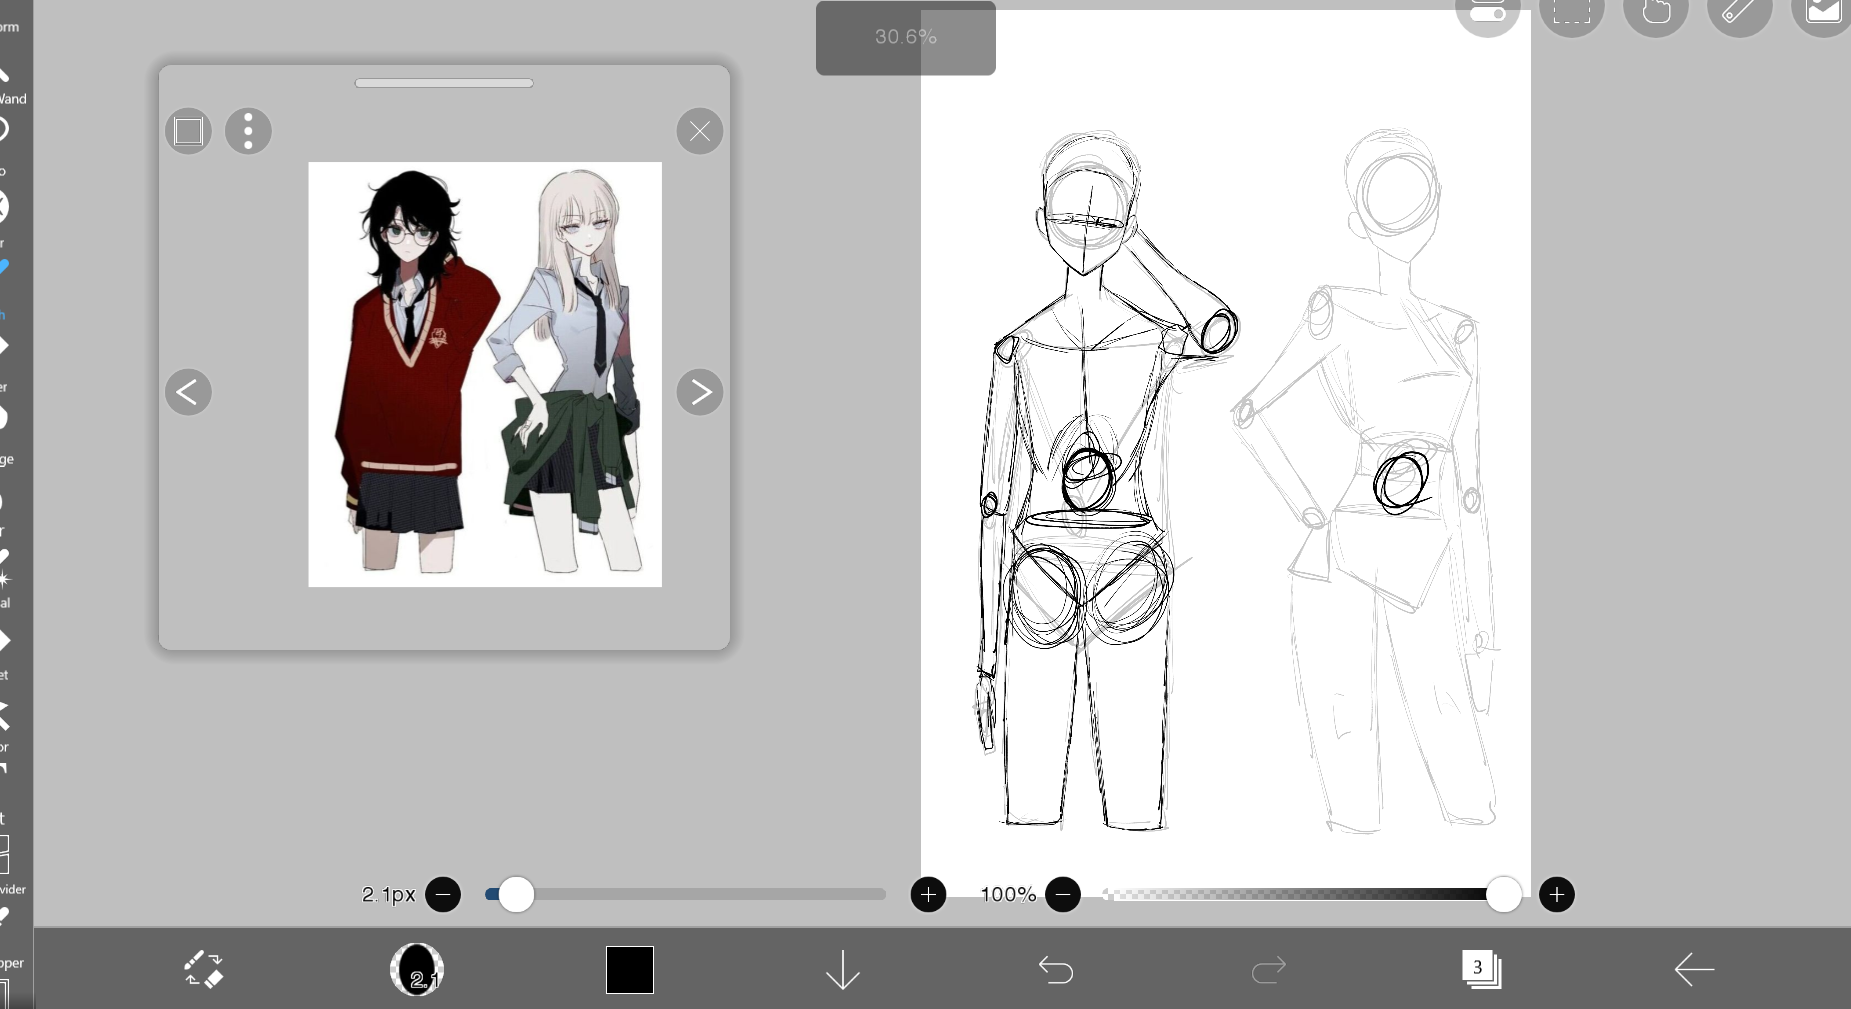 orm
30.6%
Wand
o
r
h
er
ge
r
al
et
or
t
vider
pper
2.1px
100%
2.1
3